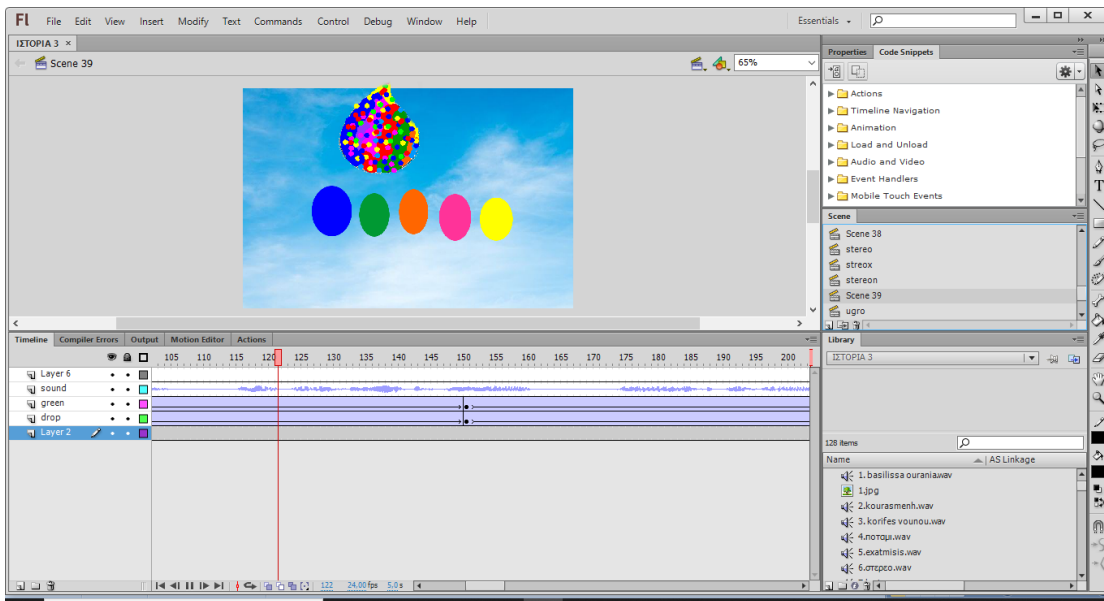 Fl File Edit View Insert Modify Text Commands Control Debug Window Help Essentials
ΙΣΤΟΡΙΑ 3 ×
Scene 39 65%
Properties Code Snippets
Actions
Timeline Navigation
Animation
Load and Unload
Audio and Video
Event Handlers
Mobile Touch Events
Scene
Scene 38
stereo
streox
stereon
Scene 39
ugro
Timeline Compiler Errors Output Motion Editor Actions
105 110 115 120 125 130 135 140 145 150 155 160 165 170 175 180 185 190 195 200
Layer 6
sound
green
drop
Layer 2
122 24.00 fps 5.0 s
Library
ΙΣΤΟΡΙΑ 3
128 items
Name AS Linkage
1. basilissa ourania.wav
1.jpg
2.kourasmenh.wav
3. korifes vounou.wav
4.ποταμι.wav
5.exatmisis.wav
6.στερεο.wav